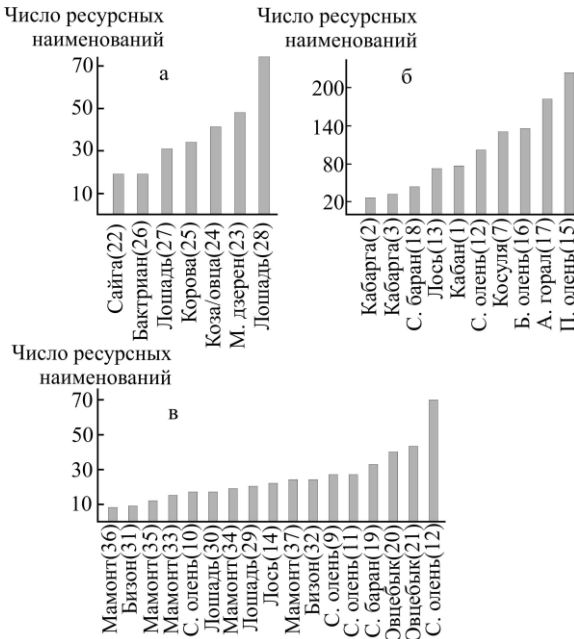 Число ресурсных
наименований
70
50
30
10
а
Сайга(22)
Бактриан(26)
Лошадь(27)
Корова(25)
Коза/овца(24)
М. дзерен(23)
Лошадь(28)
Число ресурсных
наименований
200
140
80
20
б
Кабарга(2)
Кабарга(3)
С. баран(18)
Лось(13)
Кабан(1)
С. олень(12)
Косуля(7)
Б. олень(16)
А. горал(17)
П. олень(15)
Число ресурсных
наименований
70
50
30
10
в
Мамонт(36)
Бизон(31)
Мамонт(35)
Мамонт(33)
С. олень(10)
Лошадь(30)
Мамонт(34)
Лошадь(29)
Лось(14)
Мамонт(37)
Бизон(32)
С. олень(9)
С. олень(11)
С. баран(19)
Овцебык(20)
Овцебык(21)
С. олень(12)